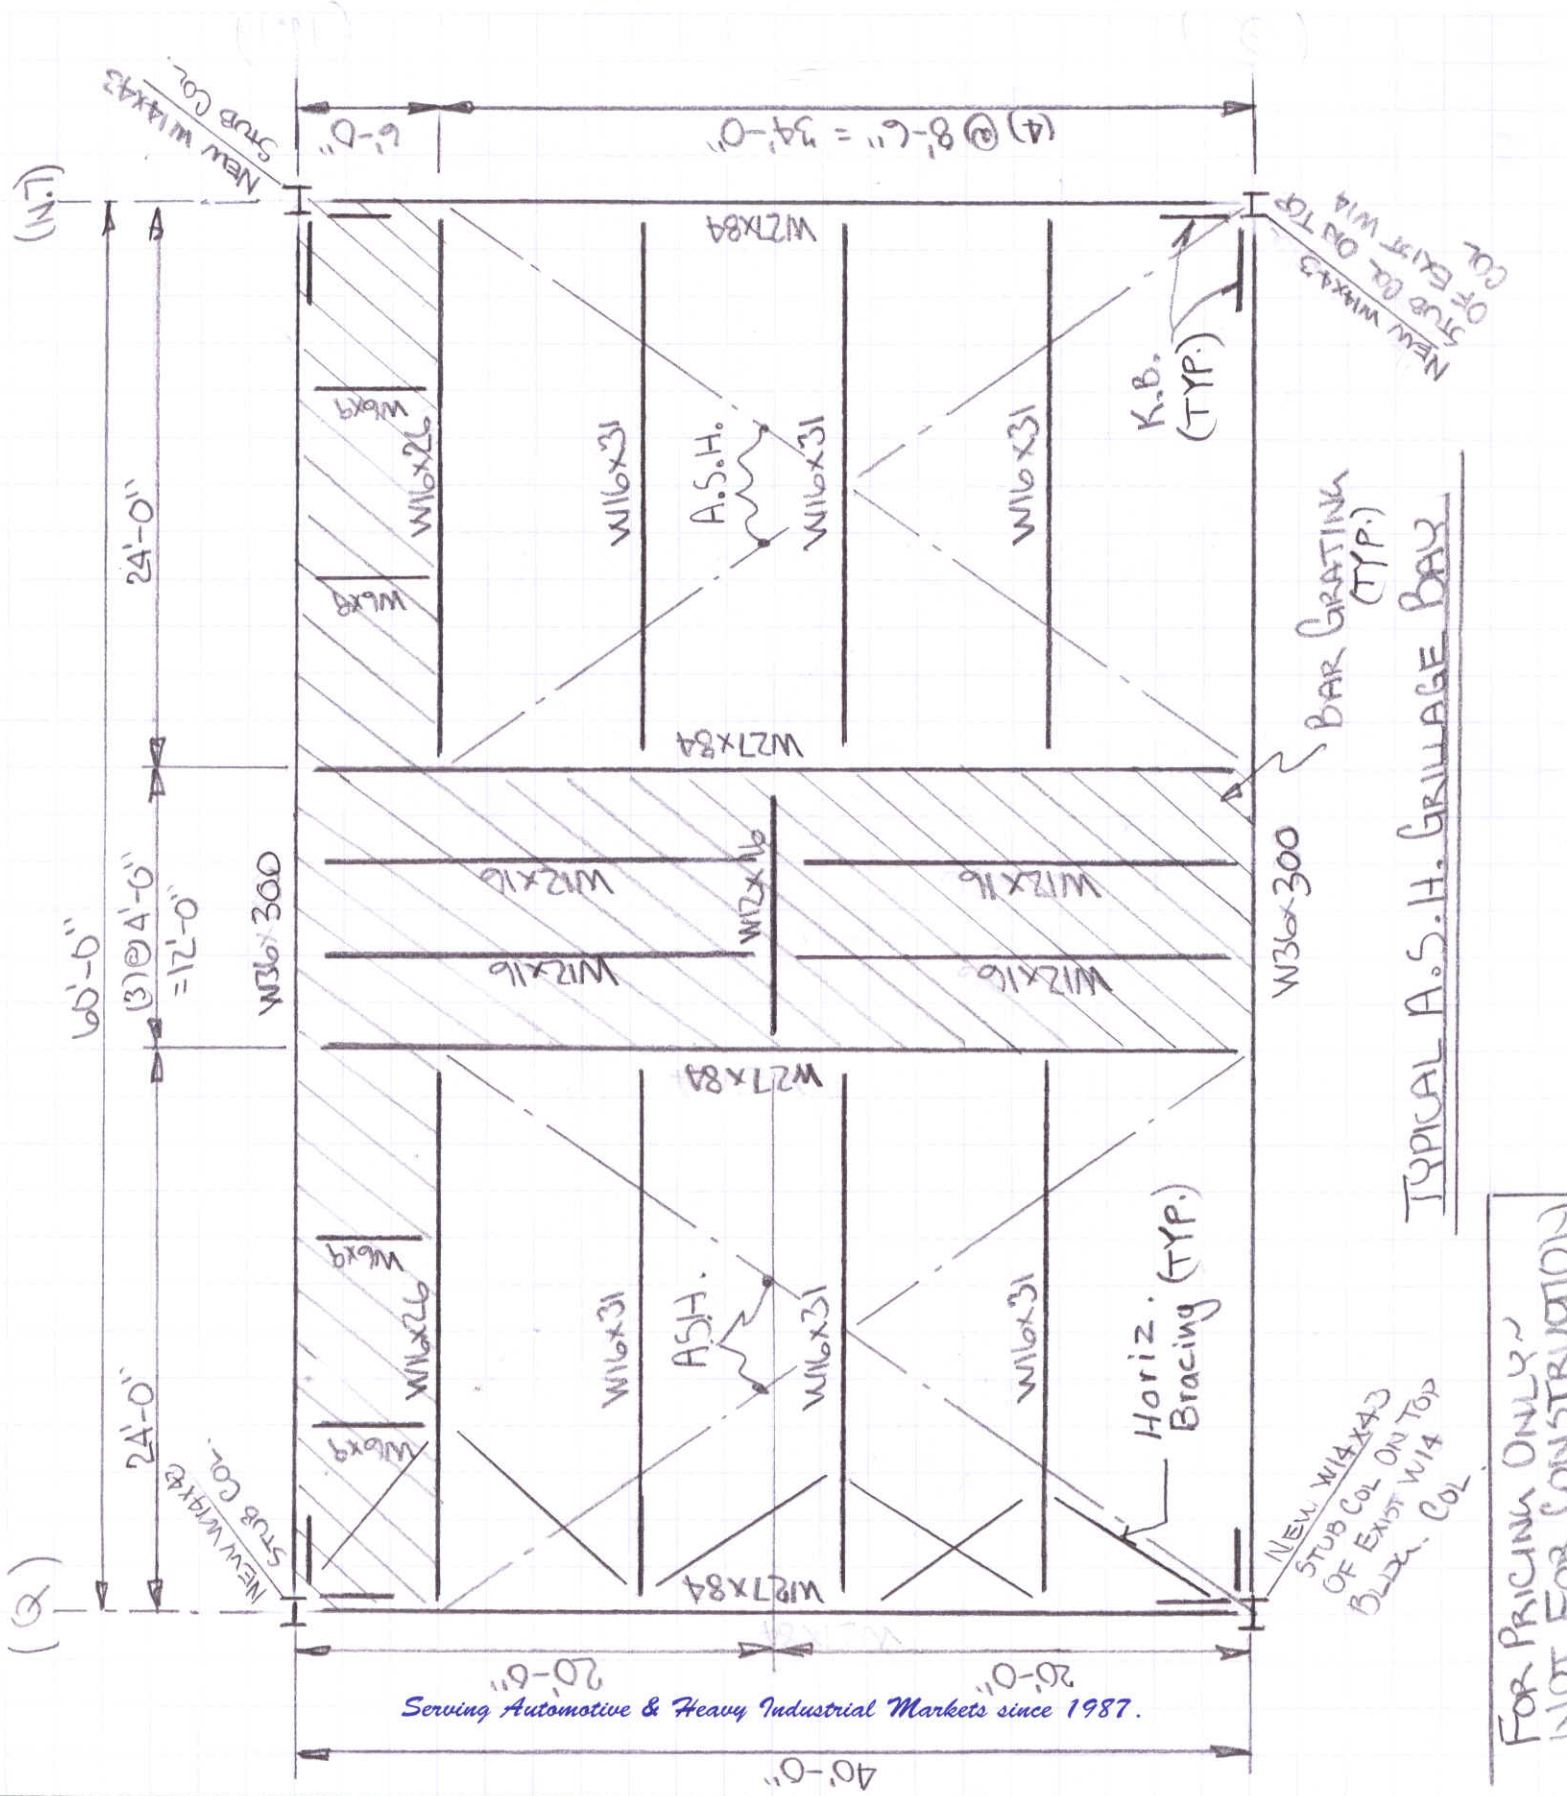 (Q)
(N.7)
60'-0"
24'-0"
(3)@4'-0"
=12'-0"
24'-0"
NEW W14x43
STUB COL.
NEW W14x43
STUB COL.
W36x300
W6x9
W6x9
W6x9
W16x26
W16x26
W27x84
W27x84
W27x84
W27x84
W16x31
W16x31
W16x31
W16x31
W16x31
W16x31
A.S.H.
A.S.H.
W12x16
W12x16
W12x16
W12x16
W12x16
6'-0"
(4)@8'-6"=34'-0"
20'-0"
20'-0"
40'-0"
Horiz.
Bracing (TYP.)
K.B.
(TYP.)
W36x300
BAR GRATING
(TYP.)
NEW W14x43
STUB COL ON TOP
OF EXIST W14
BLDG. COL.
NEW W14x43
STUB COL ON TOP
OF EXIST W14
COL
TYPICAL A.S.H. GRILLAGE BAY
FOR PRICING ONLY~
NOT FOR CONSTRUCTION
Serving Automotive & Heavy Industrial Markets since 1987.